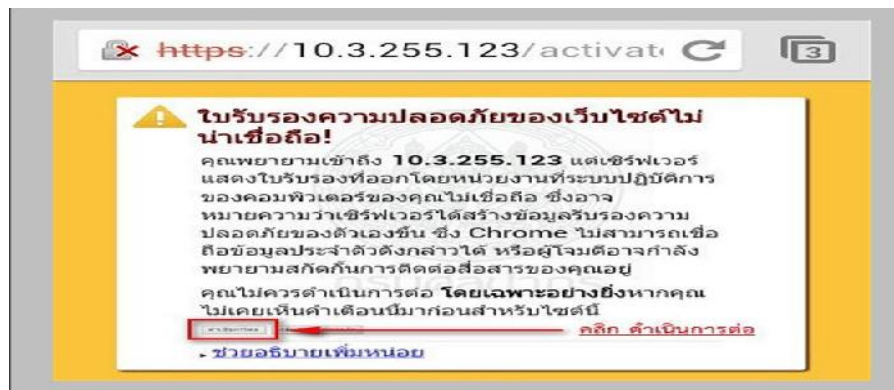 https://10.3.255.123/activat
3
ใบรับรองความปลอดภัยของเว็บไซต์ไม่
น่าเชื่อถือ!
คุณพยายามเข้าถึง 10.3.255.123 แต่เซิร์ฟเวอร์
แสดงใบรับรองที่ออกโดยหน่วยงานที่ระบบปฏิบัติการ
ของคอมพิวเตอร์ของคุณไม่เชื่อถือ ซึ่งอาจ
หมายความว่าเซิร์ฟเวอร์ได้สร้างข้อมูลรับรองความ
ปลอดภัยของตัวเองขึ้น ซึ่ง Chrome ไม่สามารถเชื่อ
ถือข้อมูลประจำตัวดังกล่าวได้ หรือผู้โจมตีอาจกำลัง
พยายามสกัดกั้นการติดต่อสื่อสารของคุณอยู่
คุณไม่ควรดำเนินการต่อ โดยเฉพาะอย่างยิ่งหากคุณ
ไม่เคยเห็นคำเตือนนี้มาก่อนสำหรับไซต์นี้
ดำเนินการต่อ
คลิก ดำเนินการต่อ
ช่วยอธิบายเพิ่มหน่อย